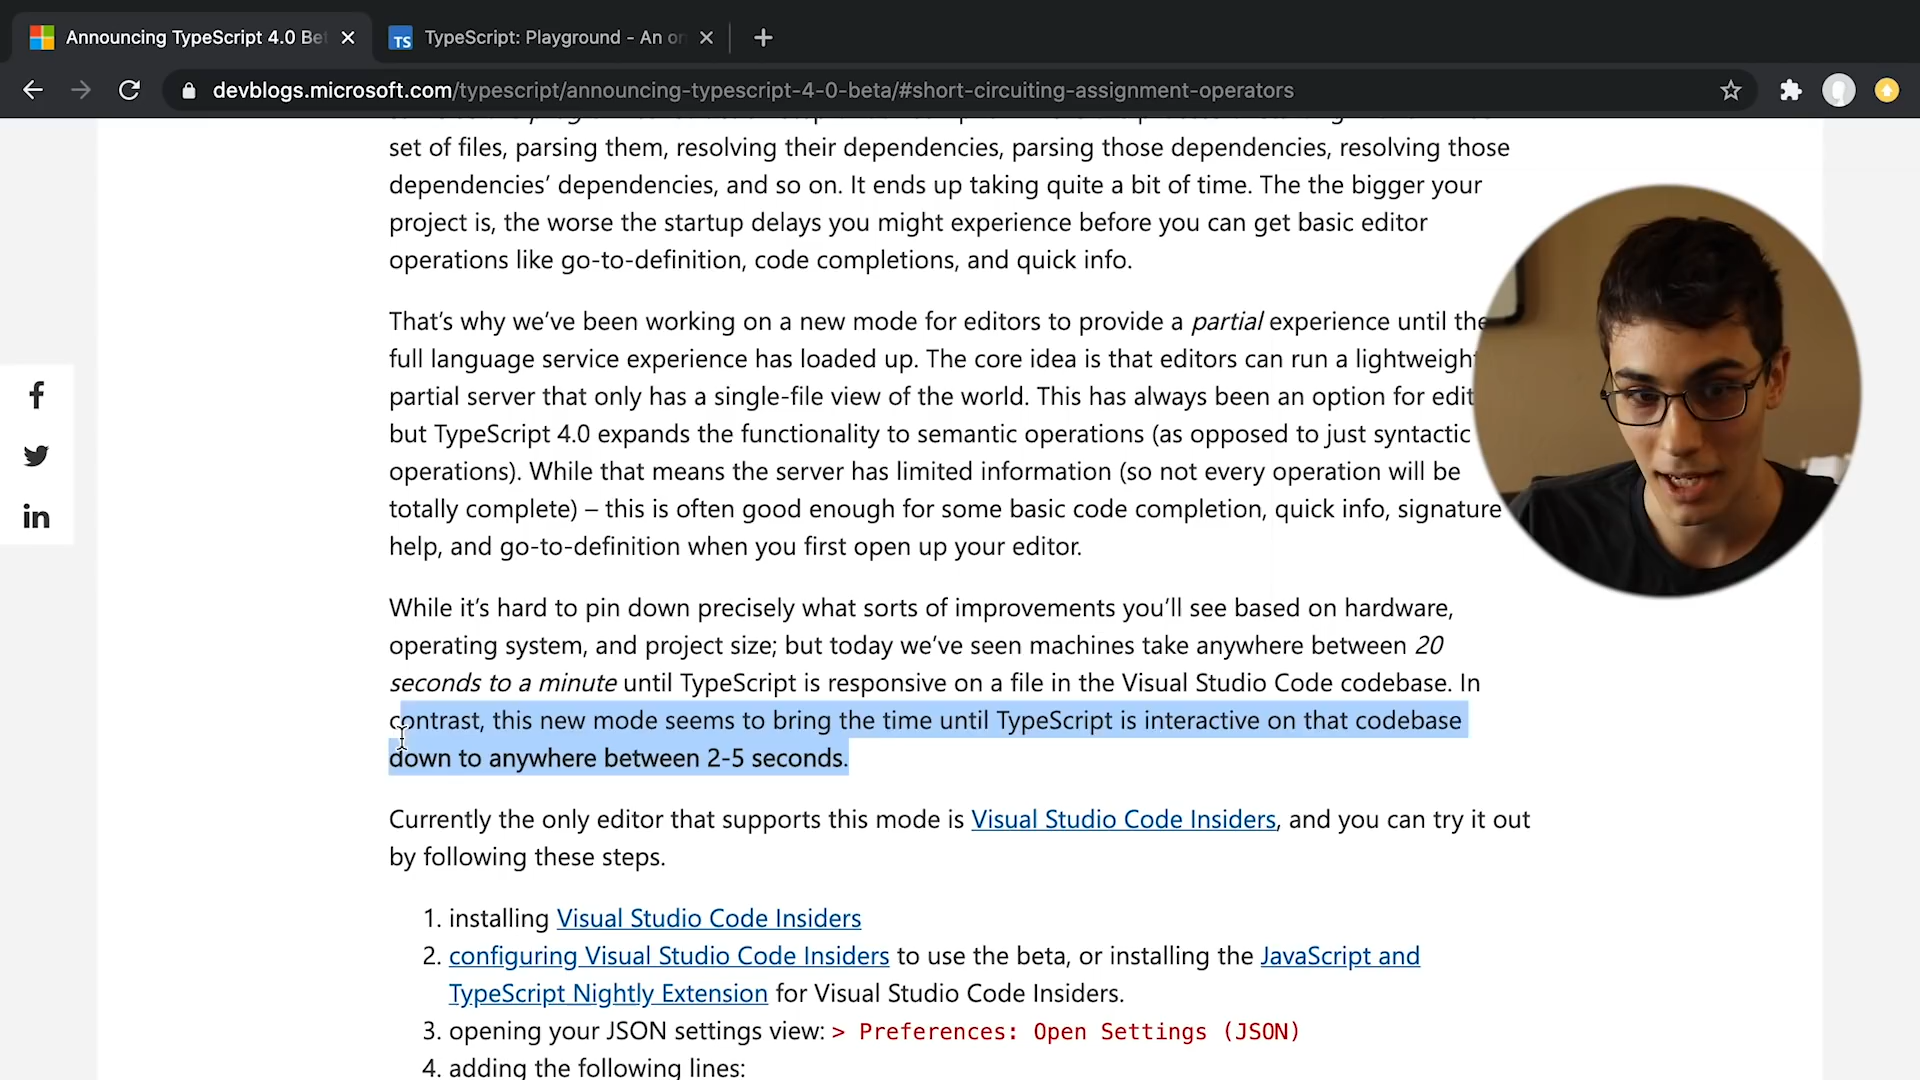 Announcing TypeScript 4.0 Be
TypeScript: Playground - An o
devblogs.microsoft.com/typescript/announcing-typescript-4-0-beta/#short-circuiting-assignment-operators
set of files, parsing them, resolving their dependencies, parsing those dependencies, resolving those
dependencies’ dependencies, and so on. It ends up taking quite a bit of time. The the bigger your
project is, the worse the startup delays you might experience before you can get basic editor
operations like go-to-definition, code completions, and quick info.
That’s why we’ve been working on a new mode for editors to provide a partial experience until the
full language service experience has loaded up. The core idea is that editors can run a lightweight
partial server that only has a single-file view of the world. This has always been an option for edit
but TypeScript 4.0 expands the functionality to semantic operations (as opposed to just syntactic
operations). While that means the server has limited information (so not every operation will be
totally complete) – this is often good enough for some basic code completion, quick info, signature
help, and go-to-definition when you first open up your editor.
While it’s hard to pin down precisely what sorts of improvements you’ll see based on hardware,
operating system, and project size; but today we’ve seen machines take anywhere between 20
seconds to a minute until TypeScript is responsive on a file in the Visual Studio Code codebase. In
contrast, this new mode seems to bring the time until TypeScript is interactive on that codebase
down to anywhere between 2-5 seconds.
Currently the only editor that supports this mode is Visual Studio Code Insiders, and you can try it out
by following these steps.
1. installing Visual Studio Code Insiders
2. configuring Visual Studio Code Insiders to use the beta, or installing the JavaScript and
TypeScript Nightly Extension for Visual Studio Code Insiders.
3. opening your JSON settings view: > Preferences: Open Settings (JSON)
4. adding the following lines: